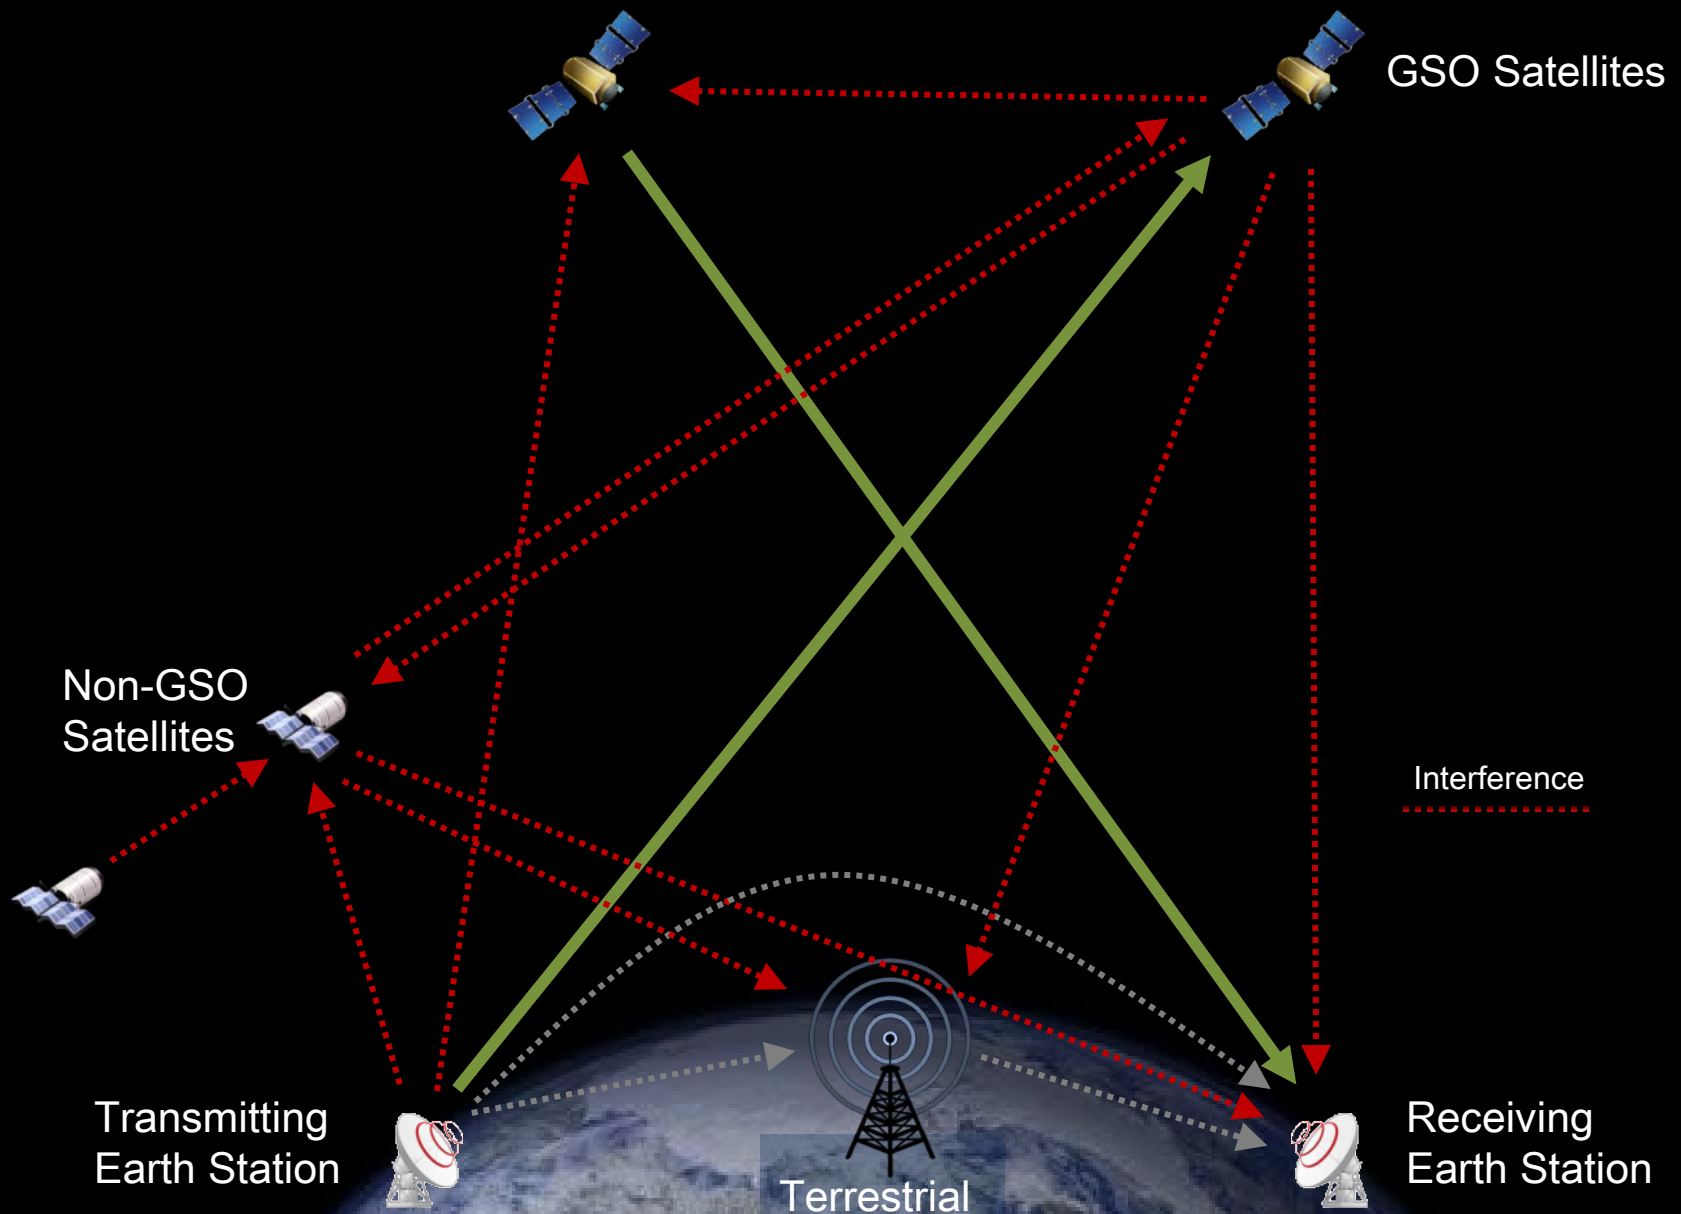 GSO Satellites
Non-GSO
Satellites
Interference
Transmitting
Earth Station
Terrestrial
Receiving
Earth Station